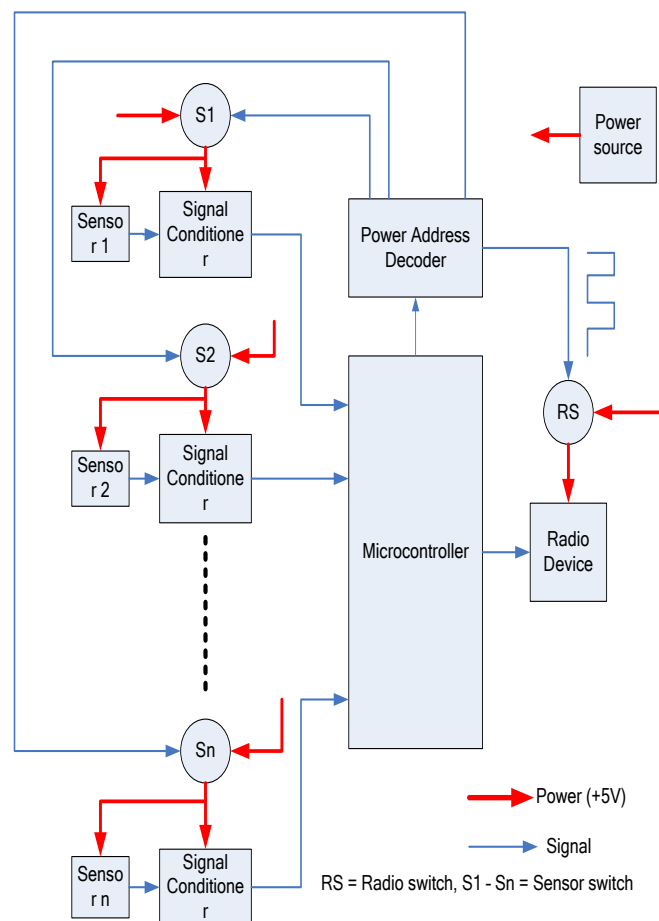 S1
Power
source
Senso
r 1
Signal
Conditione
r
Power Address
Decoder
S2
RS
Senso
r 2
Signal
Conditione
r
Microcontroller
Radio
Device
Sn
Power (+5V)
Signal
Senso
r n
Signal
Conditione
r
RS = Radio switch, S1 - Sn = Sensor switch